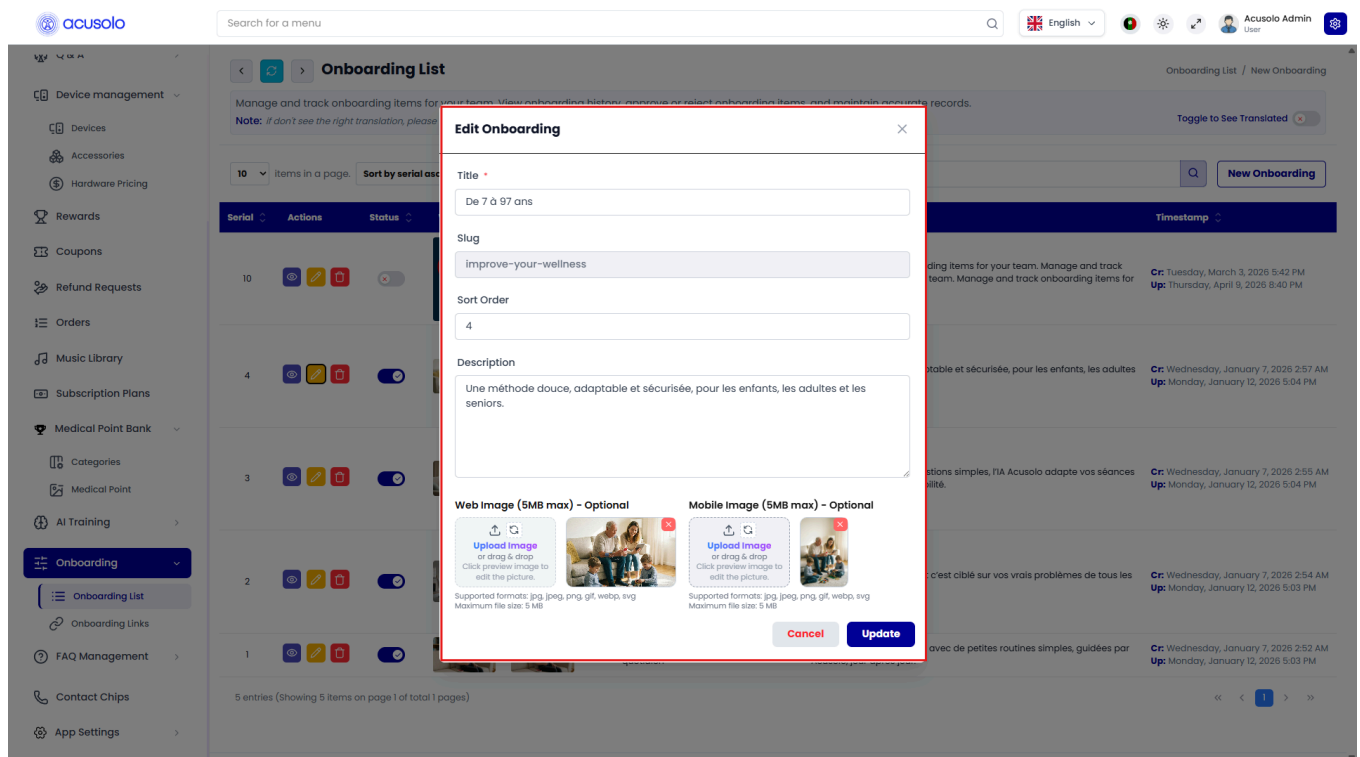 acusolo
Search for a menu
English
Acusolo Admin
User
Q & A
Device management
Devices
Accessories
Hardware Pricing
Rewards
Coupons
Refund Requests
Orders
Music Library
Subscription Plans
Medical Point Bank
Categories
Medical Point
AI Training
Onboarding
Onboarding List
Onboarding Links
FAQ Management
Contact Chips
App Settings
Onboarding List
Onboarding List / New Onboarding
Manage and track onboarding items for your team. View onboarding history, approve or reject onboarding items, and maintain accurate records.
Note: if don't see the right translation, please
Toggle to See Translated
10 items in a page. Sort by serial asc
New Onboarding
Serial Actions Status Timestamp
10
ding items for your team. Manage and track
team. Manage and track onboarding items for
Cr: Tuesday, March 3, 2026 5:42 PM
Up: Thursday, April 9, 2026 8:40 PM
4
ptable et sécurisée, pour les enfants, les adultes
Cr: Wednesday, January 7, 2026 2:57 AM
Up: Monday, January 12, 2026 5:04 PM
3
stions simples, l'IA Acusolo adapte vos séances
Cr: Wednesday, January 7, 2026 2:55 AM
Up: Monday, January 12, 2026 5:04 PM
2
c'est ciblé sur vos vrais problèmes de tous les
Cr: Wednesday, January 7, 2026 2:54 AM
Up: Monday, January 12, 2026 5:03 PM
1
avec de petites routines simples, guidées par
Cr: Wednesday, January 7, 2026 2:52 AM
Up: Monday, January 12, 2026 5:03 PM
5 entries (Showing 5 items on page 1 of total 1 pages)
« < 1 > »
Edit Onboarding
Title *
De 7 à 97 ans
Slug
improve-your-wellness
Sort Order
4
Description
Une méthode douce, adaptable et sécurisée, pour les enfants, les adultes et les
seniors.
Web Image (5MB max) - Optional
Upload Image
or drag & drop
Click preview image to
edit the picture.
Supported formats: jpg, jpeg, png, gif, webp, svg
Maximum file size: 5 MB
Mobile Image (5MB max) - Optional
Upload Image
or drag & drop
Click preview image to
edit the picture.
Supported formats: jpg, jpeg, png, gif, webp, svg
Maximum file size: 5 MB
Cancel
Update